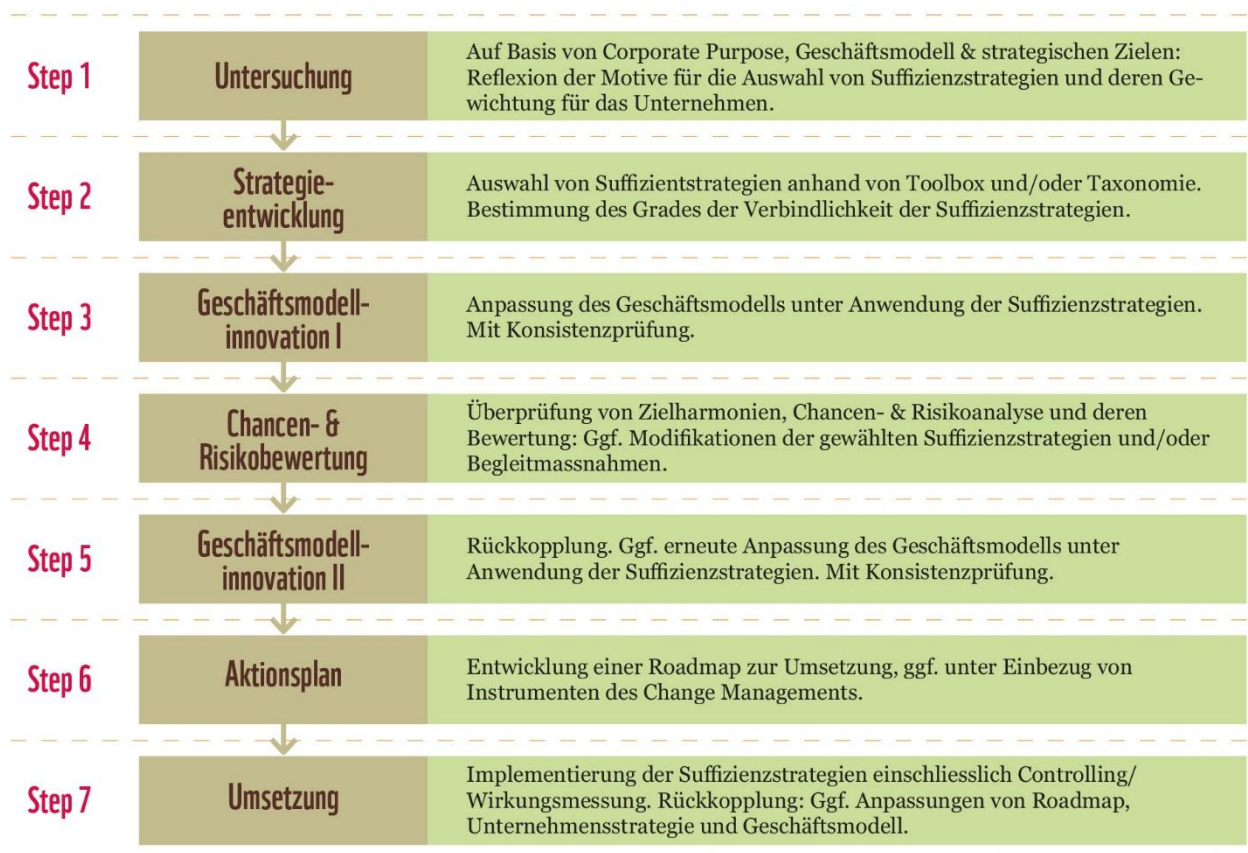 Step 1
Untersuchung
Auf Basis von Corporate Purpose, Geschäftsmodell & strategischen Zielen:
Reflexion der Motive für die Auswahl von Suffizienzstrategien und deren Ge-
wichtung für das Unternehmen.
Step 2
Strategie-
entwicklung
Auswahl von Suffizientstrategien anhand von Toolbox und/oder Taxonomie.
Bestimmung des Grades der Verbindlichkeit der Suffizienzstrategien.
Step 3
Geschäftsmodell-
innovation I
Anpassung des Geschäftsmodells unter Anwendung der Suffizienzstrategien.
Mit Konsistenzprüfung.
Step 4
Chancen- &
Risikobewertung
Überprüfung von Zielharmonien, Chancen- & Risikoanalyse und deren
Bewertung: Ggf. Modifikationen der gewählten Suffizienzstrategien und/oder
Begleitmassnahmen.
Step 5
Geschäftsmodell-
innovation II
Rückkopplung. Ggf. erneute Anpassung des Geschäftsmodells unter
Anwendung der Suffizienzstrategien. Mit Konsistenzprüfung.
Step 6
Aktionsplan
Entwicklung einer Roadmap zur Umsetzung, ggf. unter Einbezug von
Instrumenten des Change Managements.
Step 7
Umsetzung
Implementierung der Suffizienzstrategien einschliesslich Controlling/
Wirkungsmessung. Rückkopplung: Ggf. Anpassungen von Roadmap,
Unternehmensstrategie und Geschäftsmodell.